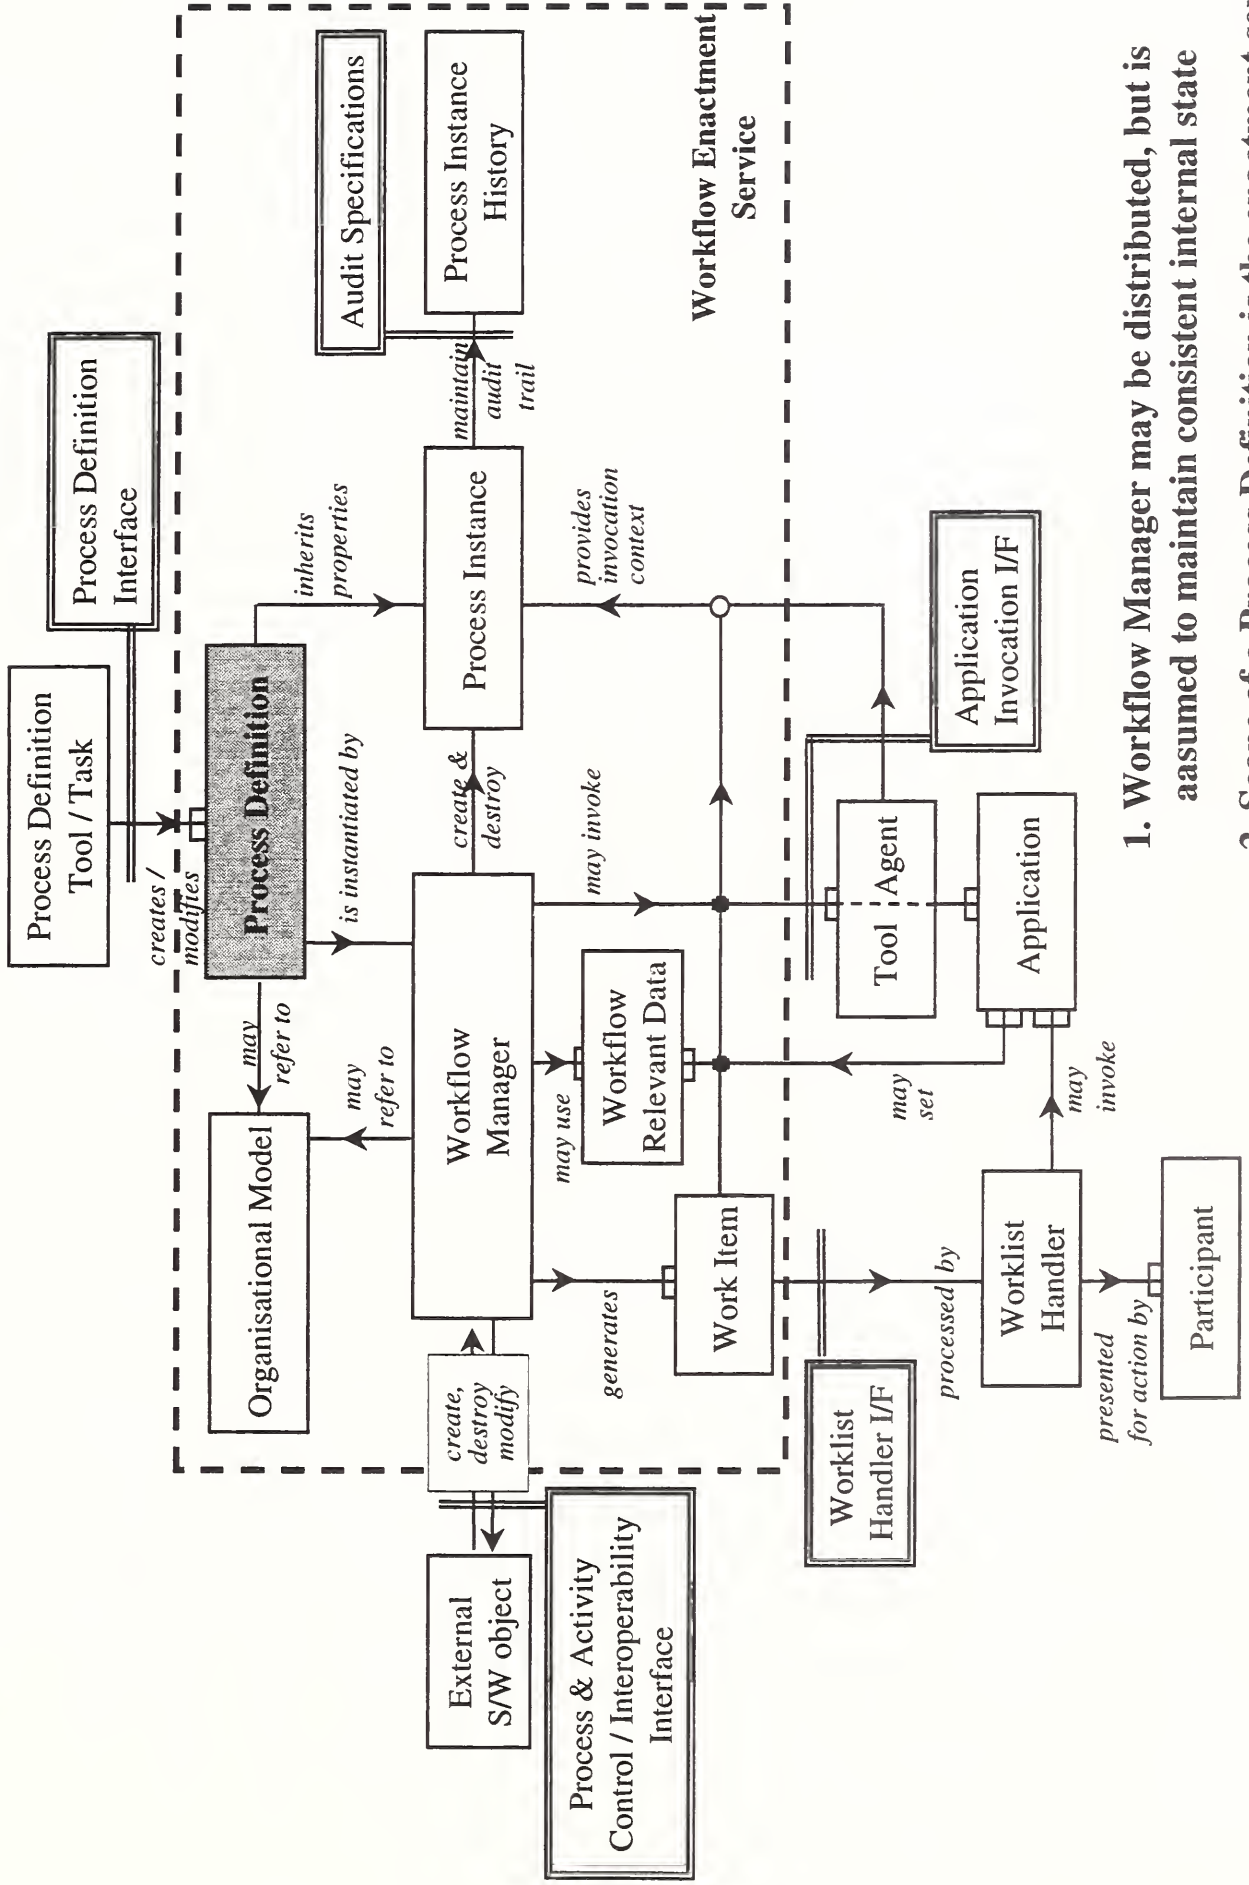 Process Definition
Tool / Task
Process Definition
Interface
creates /
modifies
Organisational Model
may
refer to
Process Definition
inherits
properties
Audit Specifications
may
refer to
is instantiated by
External
S/W object
create,
destroy
modify
Workflow
Manager
create &
destroy
Process Instance
maintain
audit
trail
Process Instance
History
Process & Activity
Control / Interoperability
Interface
generates
may use
may invoke
provides
invocation
context
Workflow
Relevant Data
Work Item
Workflow Enactment
Service
Worklist
Handler I/F
processed by
may
set
Tool Agent
Application
Invocation I/F
Worklist
Handler
may
invoke
Application
presented
for action by
Participant
1. Workflow Manager may be distributed, but is
aasumed to maintain consistent internal state